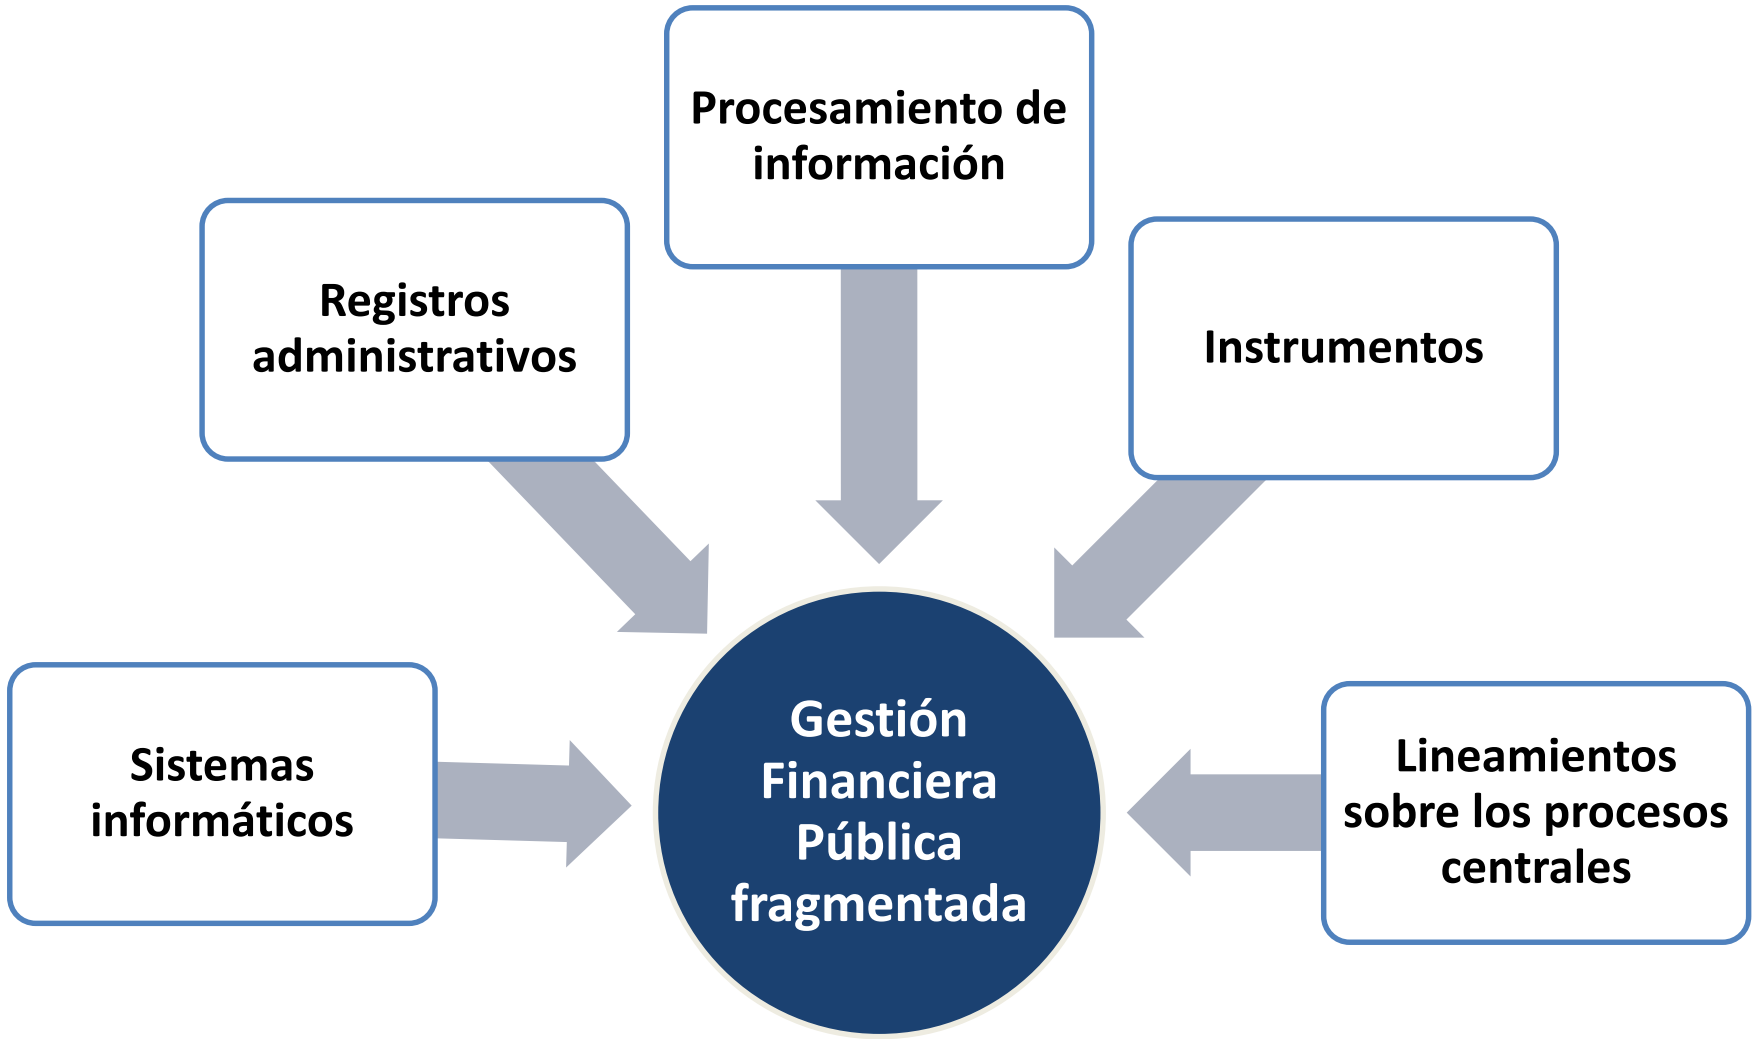 Procesamiento de
información
Registros
administrativos
Instrumentos
Sistemas
informáticos
Gestión
Financiera
Pública
fragmentada
Lineamientos
sobre los procesos
centrales